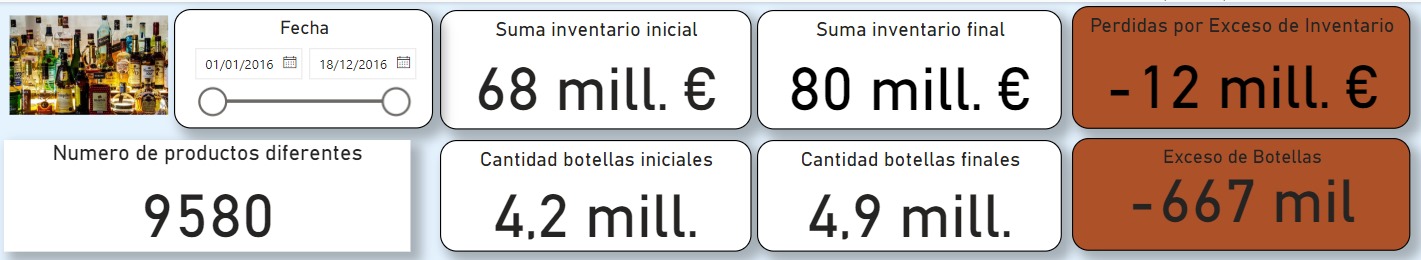 Fecha
01/01/2016
18/12/2016
Suma inventario inicial
68 mill. €
Suma inventario final
80 mill. €
Perdidas por Exceso de Inventario
-12 mill. €
Numero de productos diferentes
9580
Cantidad botellas iniciales
4,2 mill.
Cantidad botellas finales
4,9 mill.
Exceso de Botellas
-667 mil